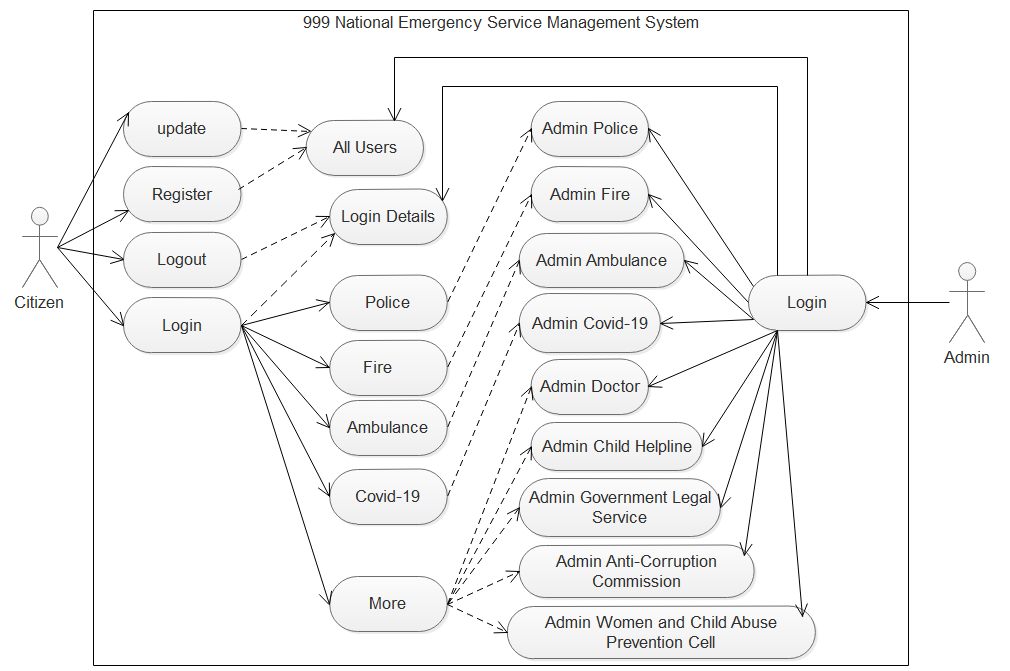 999 National Emergency Service Management System
update
Register
Logout
Login
Citizen
All Users
Login Details
Police
Fire
Ambulance
Covid-19
More
Admin Police
Admin Fire
Admin Ambulance
Admin Covid-19
Admin Doctor
Admin Child Helpline
Admin Government Legal
Service
Admin Anti-Corruption
Commission
Admin Women and Child Abuse
Prevention Cell
Login
Admin